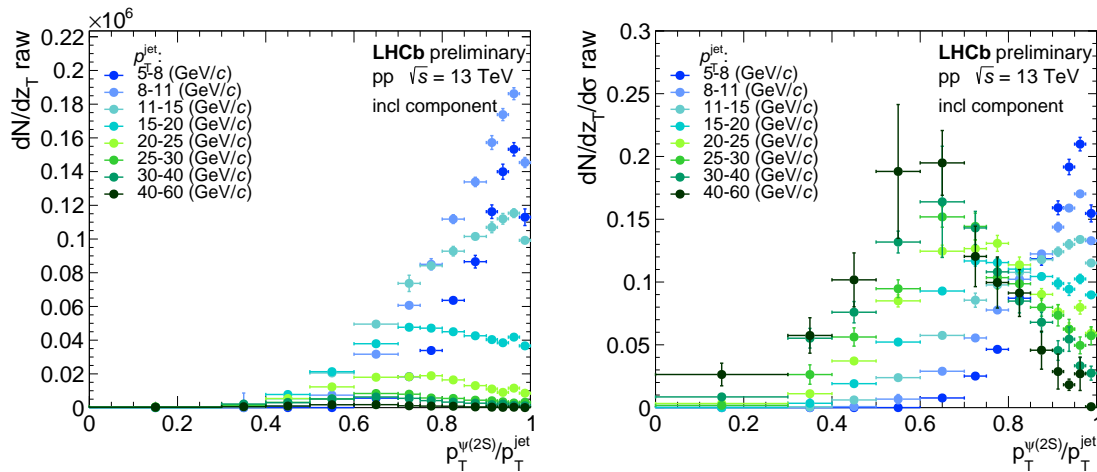 ×10⁶
dN/dz_T raw
0.22
0.2
0.18
0.16
0.14
0.12
0.1
0.08
0.06
0.04
0.02
0
p_T^jet:
5-8 (GeV/c)
8-11 (GeV/c)
11-15 (GeV/c)
15-20 (GeV/c)
20-25 (GeV/c)
25-30 (GeV/c)
30-40 (GeV/c)
40-60 (GeV/c)
LHCb preliminary
pp √s = 13 TeV
incl component
0 0.2 0.4 0.6 0.8 1
p_T^ψ(2S)/p_T^jet
dN/dz_T/dσ raw
0.3
0.25
0.2
0.15
0.1
0.05
0
p_T^jet:
5-8 (GeV/c)
8-11 (GeV/c)
11-15 (GeV/c)
15-20 (GeV/c)
20-25 (GeV/c)
25-30 (GeV/c)
30-40 (GeV/c)
40-60 (GeV/c)
LHCb preliminary
pp √s = 13 TeV
incl component
0 0.2 0.4 0.6 0.8 1
p_T^ψ(2S)/p_T^jet